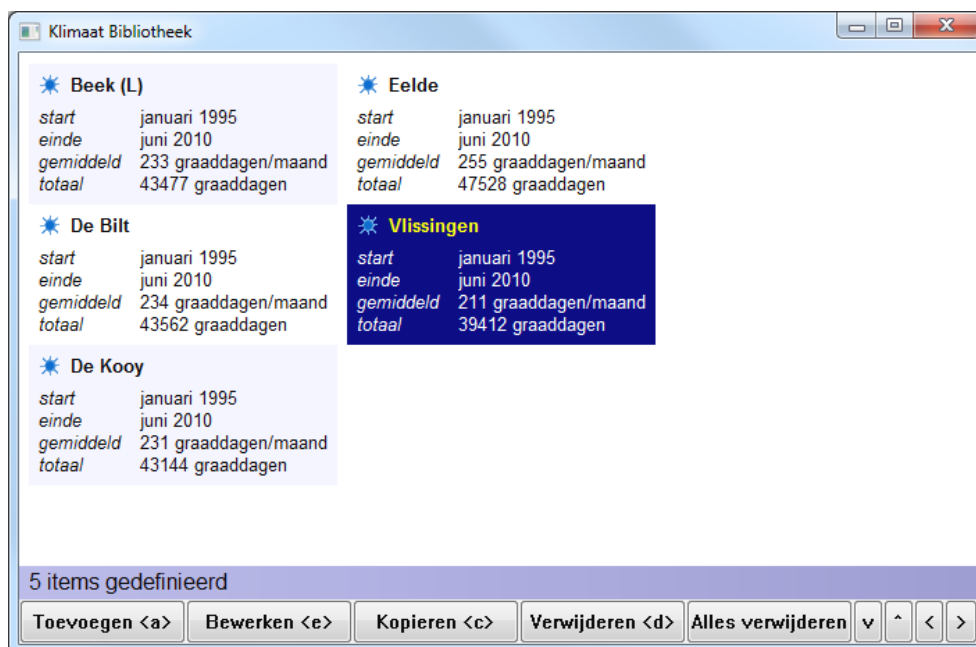 Klimaat Bibliotheek
Beek (L)
start januari 1995
einde juni 2010
gemiddeld 233 graaddagen/maand
totaal 43477 graaddagen
De Bilt
start januari 1995
einde juni 2010
gemiddeld 234 graaddagen/maand
totaal 43562 graaddagen
De Kooy
start januari 1995
einde juni 2010
gemiddeld 231 graaddagen/maand
totaal 43144 graaddagen
Eelde
start januari 1995
einde juni 2010
gemiddeld 255 graaddagen/maand
totaal 47528 graaddagen
Vlissingen
start januari 1995
einde juni 2010
gemiddeld 211 graaddagen/maand
totaal 39412 graaddagen
5 items gedefinieerd
Toevoegen <a> Bewerken <e> Kopieren <c> Verwijderen <d> Alles verwijderen v ^ < >